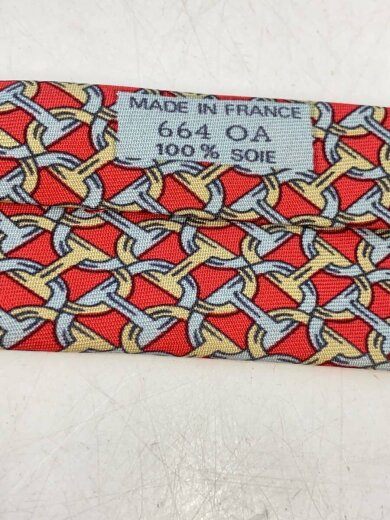 MADE IN FRANCE
664 OA
100% SOIE